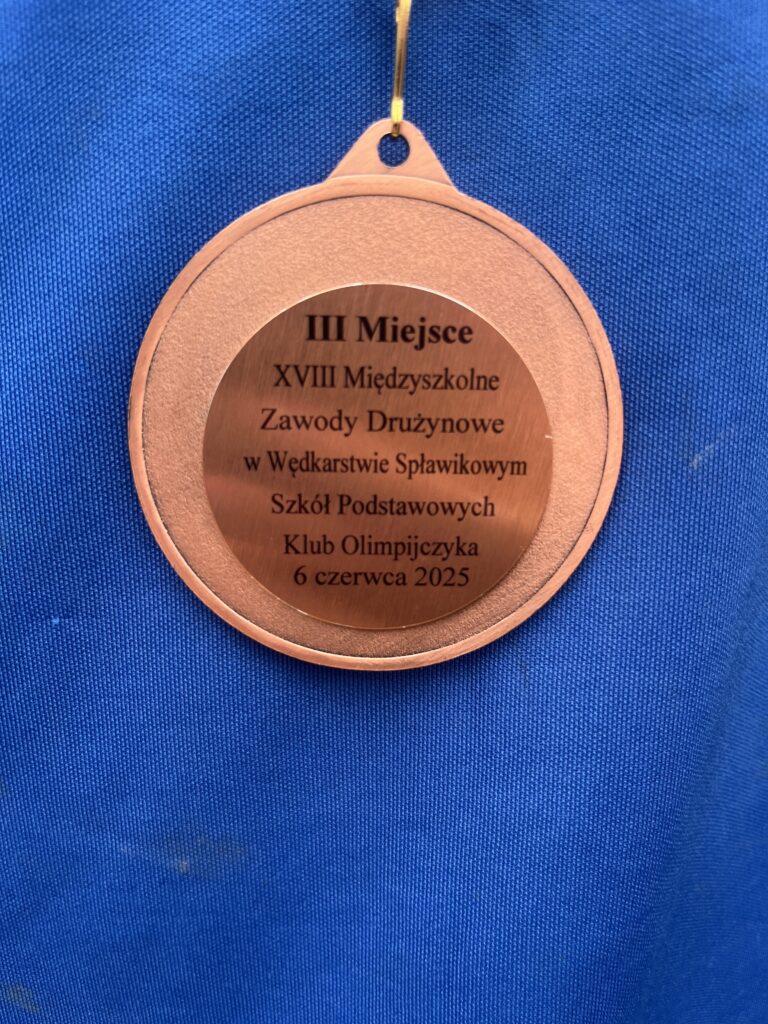 III Miejsce
XVIII Międzyszkolne
Zawody Drużynowe
w Wędkarstwie Spławikowym
Szkół Podstawowych
Klub Olimpijczyka
6 czerwca 2025